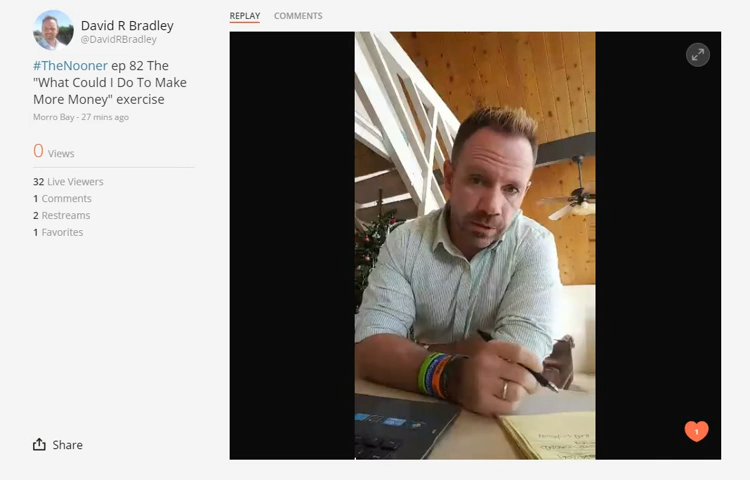 David R Bradley
@DavidRBradley
#TheNooner ep 82 The
"What Could I Do To Make
More Money" exercise
Morro Bay - 27 mins ago
0 Views
32 Live Viewers
1 Comments
2 Restreams
1 Favorites
Share
REPLAY COMMENTS
1